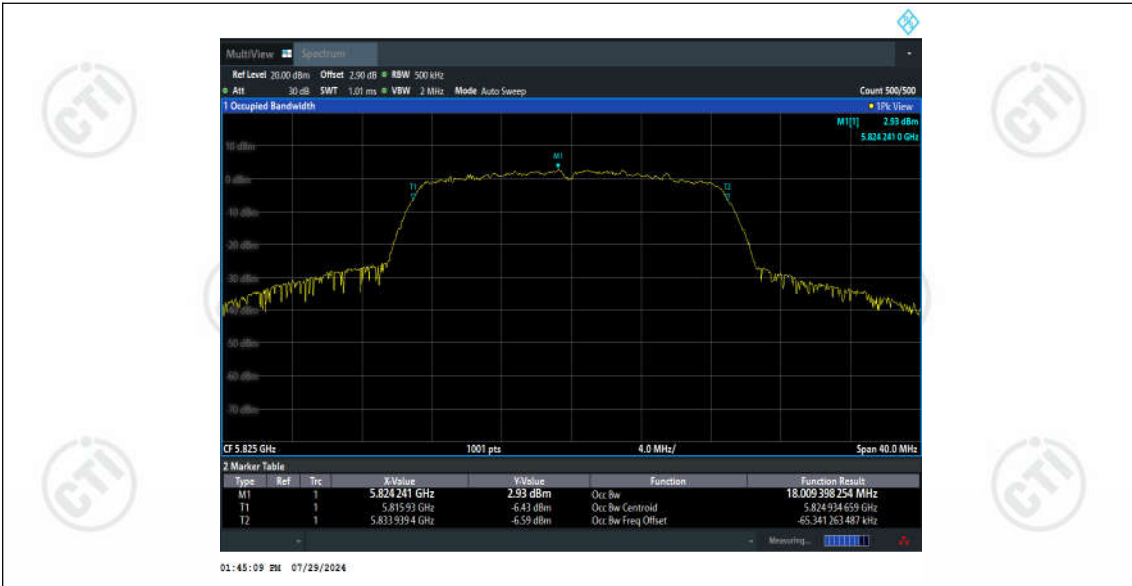 MultiView Spectrum
Ref Level 20.00 dBm Offset 2.90 dB RBW 500 kHz
Att 30 dB SWT 1.01 ms VBW 2 MHz Mode Auto Sweep Count 500/500
1 Occupied Bandwidth 1Pk View
M1[1] 2.93 dBm
5.824 241 0 GHz
10 dBm
M1
0 dBm
T1 T2
-10 dBm
-20 dBm
-30 dBm
-40 dBm
-50 dBm
-60 dBm
-70 dBm
CF 5.825 GHz 1001 pts 4.0 MHz/ Span 40.0 MHz
2 Marker Table
Type Ref Trc X-Value Y-Value Function Function Result
M1 1 5.824 241 GHz 2.93 dBm Occ Bw 18.009 398 254 MHz
T1 1 5.815 93 GHz -6.43 dBm Occ Bw Centroid 5.824 934 659 GHz
T2 1 5.833 939 4 GHz -6.59 dBm Occ Bw Freq Offset -65.341 263 487 kHz
Measuring...
01:45:09 PM 07/29/2024
CTI
CTI
CTI
CTI